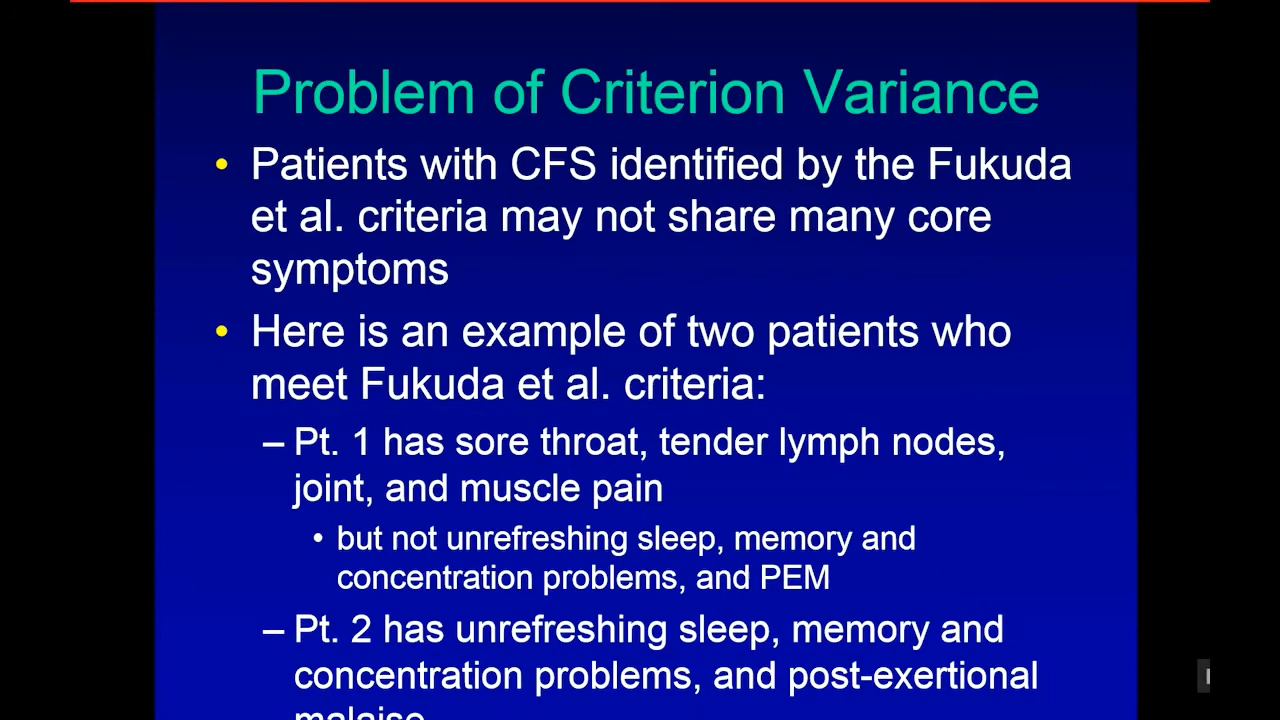 Problem of Criterion Variance
• Patients with CFS identified by the Fukuda
et al. criteria may not share many core
symptoms
• Here is an example of two patients who
meet Fukuda et al. criteria:
– Pt. 1 has sore throat, tender lymph nodes,
joint, and muscle pain
• but not unrefreshing sleep, memory and
concentration problems, and PEM
– Pt. 2 has unrefreshing sleep, memory and
concentration problems, and post-exertional
malaise